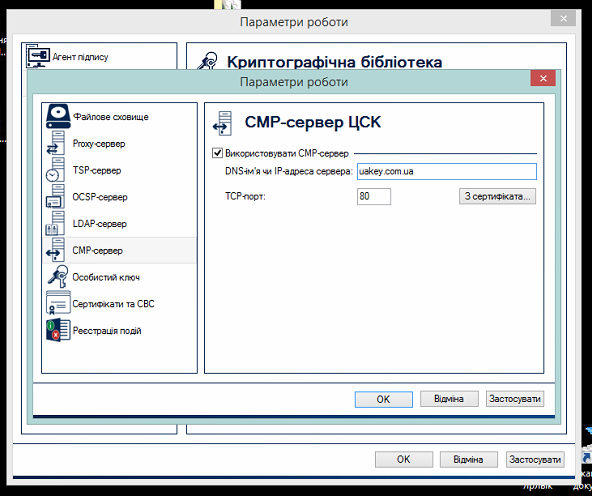 Параметри роботи
Агент підпису
Криптографічна бібліотека
Параметри роботи
Файлове сховище
Proxy-сервер
TSP-сервер
OCSP-сервер
LDAP-сервер
CMP-сервер
Особистий ключ
Сертифікати та СВС
Реєстрація подій
CMP-сервер ЦСК
Використовувати CMP-сервер
DNS-ім'я чи IP-адреса сервера: uakey.com.ua
TCP-порт: 80 З сертифіката...
OK Відміна Застосувати
OK Відміна Застосувати
Ярлык